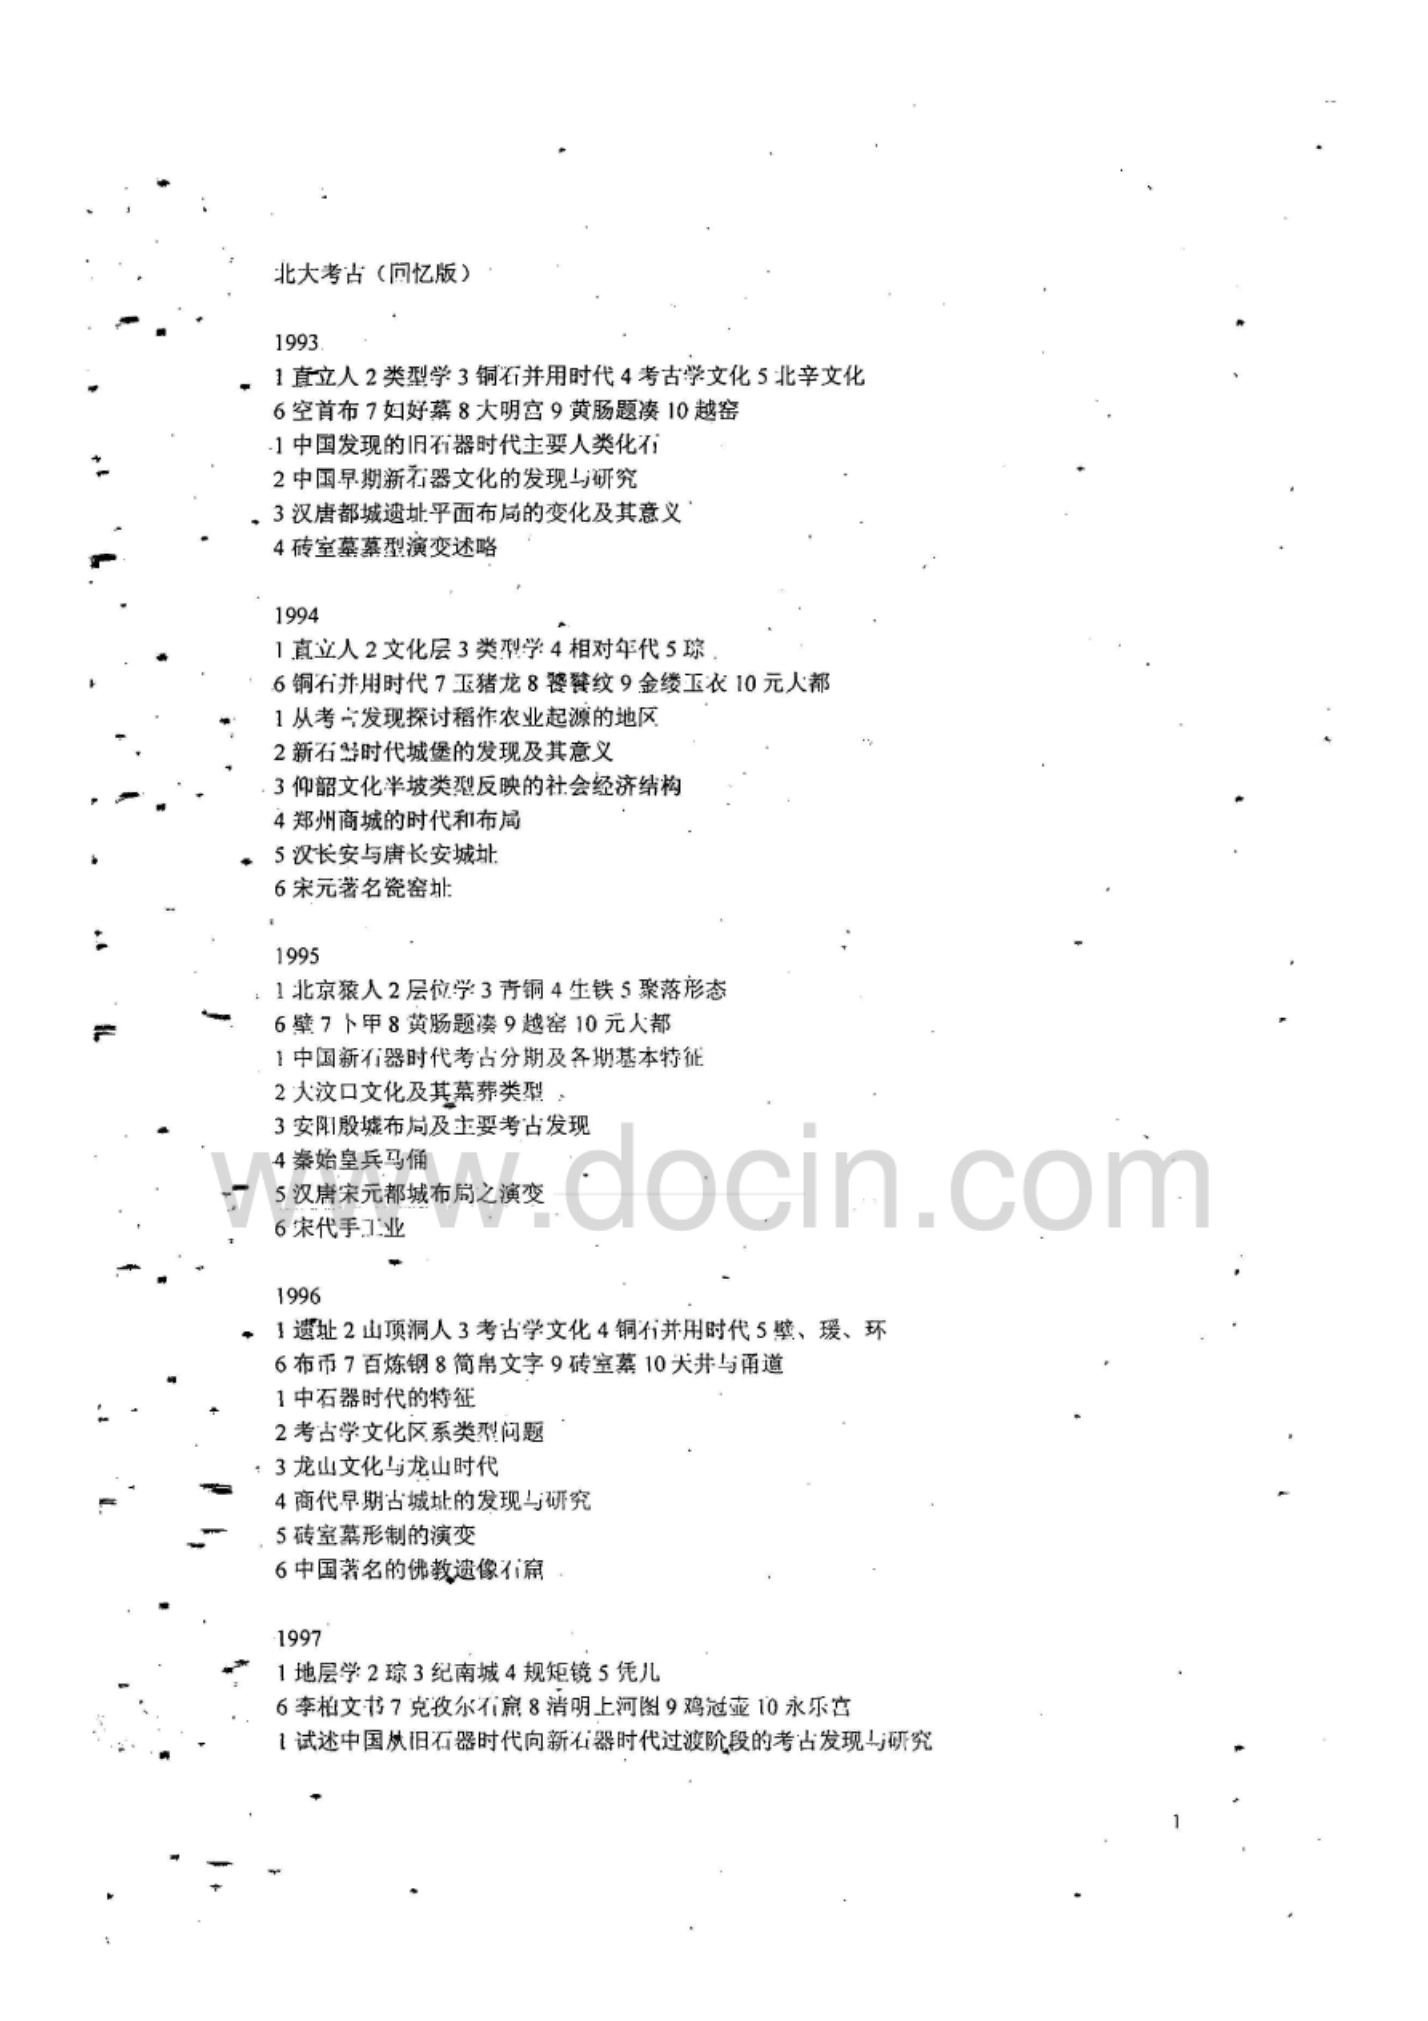 北大考古（回忆版）
1993
1 直立人 2 类型学 3 铜石并用时代 4 考古学文化 5 北辛文化
6 空首布 7 妇好墓 8 大明宫 9 黄肠题凑 10 越窑
1 中国发现的旧石器时代主要人类化石
2 中国早期新石器文化的发现与研究
3 汉唐都城遗址平面布局的变化及其意义
4 砖室墓墓型演变述略
1994
1 直立人 2 文化层 3 类型学 4 相对年代 5 琮
6 铜石并用时代 7 玉猪龙 8 饕餮纹 9 金缕玉衣 10 元大都
1 从考古发现探讨稻作农业起源的地区
2 新石器时代城堡的发现及其意义
3 仰韶文化半坡类型反映的社会经济结构
4 郑州商城的时代和布局
5 汉长安与唐长安城址
6 宋元著名瓷窑址
1995
1 北京猿人 2 层位学 3 青铜 4 生铁 5 聚落形态
6 璧 7 卜甲 8 黄肠题凑 9 越窑 10 元大都
1 中国新石器时代考古分期及各期基本特征
2 大汶口文化及其墓葬类型
3 安阳殷墟布局及主要考古发现
4 秦始皇兵马俑
www.docin.com
5 汉唐宋元都城布局之演变
6 宋代手工业
1996
1 遗址 2 山顶洞人 3 考古学文化 4 铜石并用时代 5 璧、瑗、环
6 布币 7 百炼钢 8 简帛文字 9 砖室墓 10 天井与甬道
1 中石器时代的特征
2 考古学文化区系类型问题
3 龙山文化与龙山时代
4 商代早期古城址的发现与研究
5 砖室墓形制的演变
6 中国著名的佛教遗像石窟
1997
1 地层学 2 琮 3 纪南城 4 规矩镜 5 凭几
6 李柏文书 7 克孜尔石窟 8 清明上河图 9 鸡冠壶 10 永乐宫
1 试述中国从旧石器时代向新石器时代过渡阶段的考古发现与研究
1